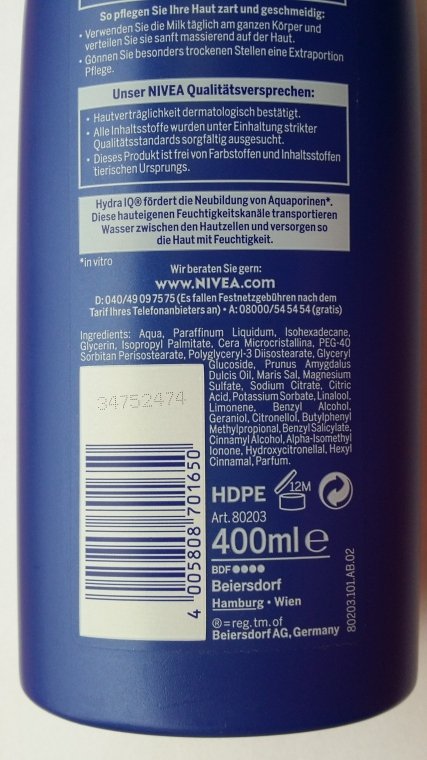 So pflegen Sie Ihre Haut zart und geschmeidig:
• Verwenden Sie die Milk täglich am ganzen Körper und
verteilen Sie sie sanft massierend auf der Haut.
• Gönnen Sie besonders trockenen Stellen eine Extraportion
Pflege.
Unser NIVEA Qualitätsversprechen:
• Hautverträglichkeit dermatologisch bestätigt.
• Alle Inhaltsstoffe wurden unter Einhaltung strikter
Qualitätsstandards sorgfältig ausgesucht.
• Dieses Produkt ist frei von Farbstoffen und Inhaltsstoffen
tierischen Ursprungs.
Hydra IQ® fördert die Neubildung von Aquaporinen*.
Diese hauteigenen Feuchtigkeitskanäle transportieren
Wasser zwischen den Hautzellen und versorgen so
die Haut mit Feuchtigkeit.
*in vitro
Wir beraten Sie gern:
www.NIVEA.com
D: 040/49 09 75 75 (Es fallen Festnetzgebühren nach dem
Tarif Ihres Telefonanbieters an) • A: 08000/54 54 54 (gratis)
Ingredients: Aqua, Paraffinum Liquidum, Isohexadecane,
Glycerin, Isopropyl Palmitate, Cera Microcristallina, PEG-40
Sorbitan Perisostearate, Polyglyceryl-3 Diisostearate, Glyceryl
Glucoside, Prunus Amygdalus
Dulcis Oil, Maris Sal, Magnesium
Sulfate, Sodium Citrate, Citric
Acid, Potassium Sorbate, Linalool,
Limonene, Benzyl Alcohol,
Geraniol, Citronellol, Butylphenyl
Methylpropional, Benzyl Salicylate,
Cinnamyl Alcohol, Alpha-Isomethyl
Ionone, Hydroxycitronellal, Hexyl
Cinnamal, Parfum.
34752474
4 005808 701650
HDPE
12M
Art. 80203
400ml e
BDF
Beiersdorf
Hamburg • Wien
® = reg. tm. of
Beiersdorf AG, Germany
80203.101.AB.02